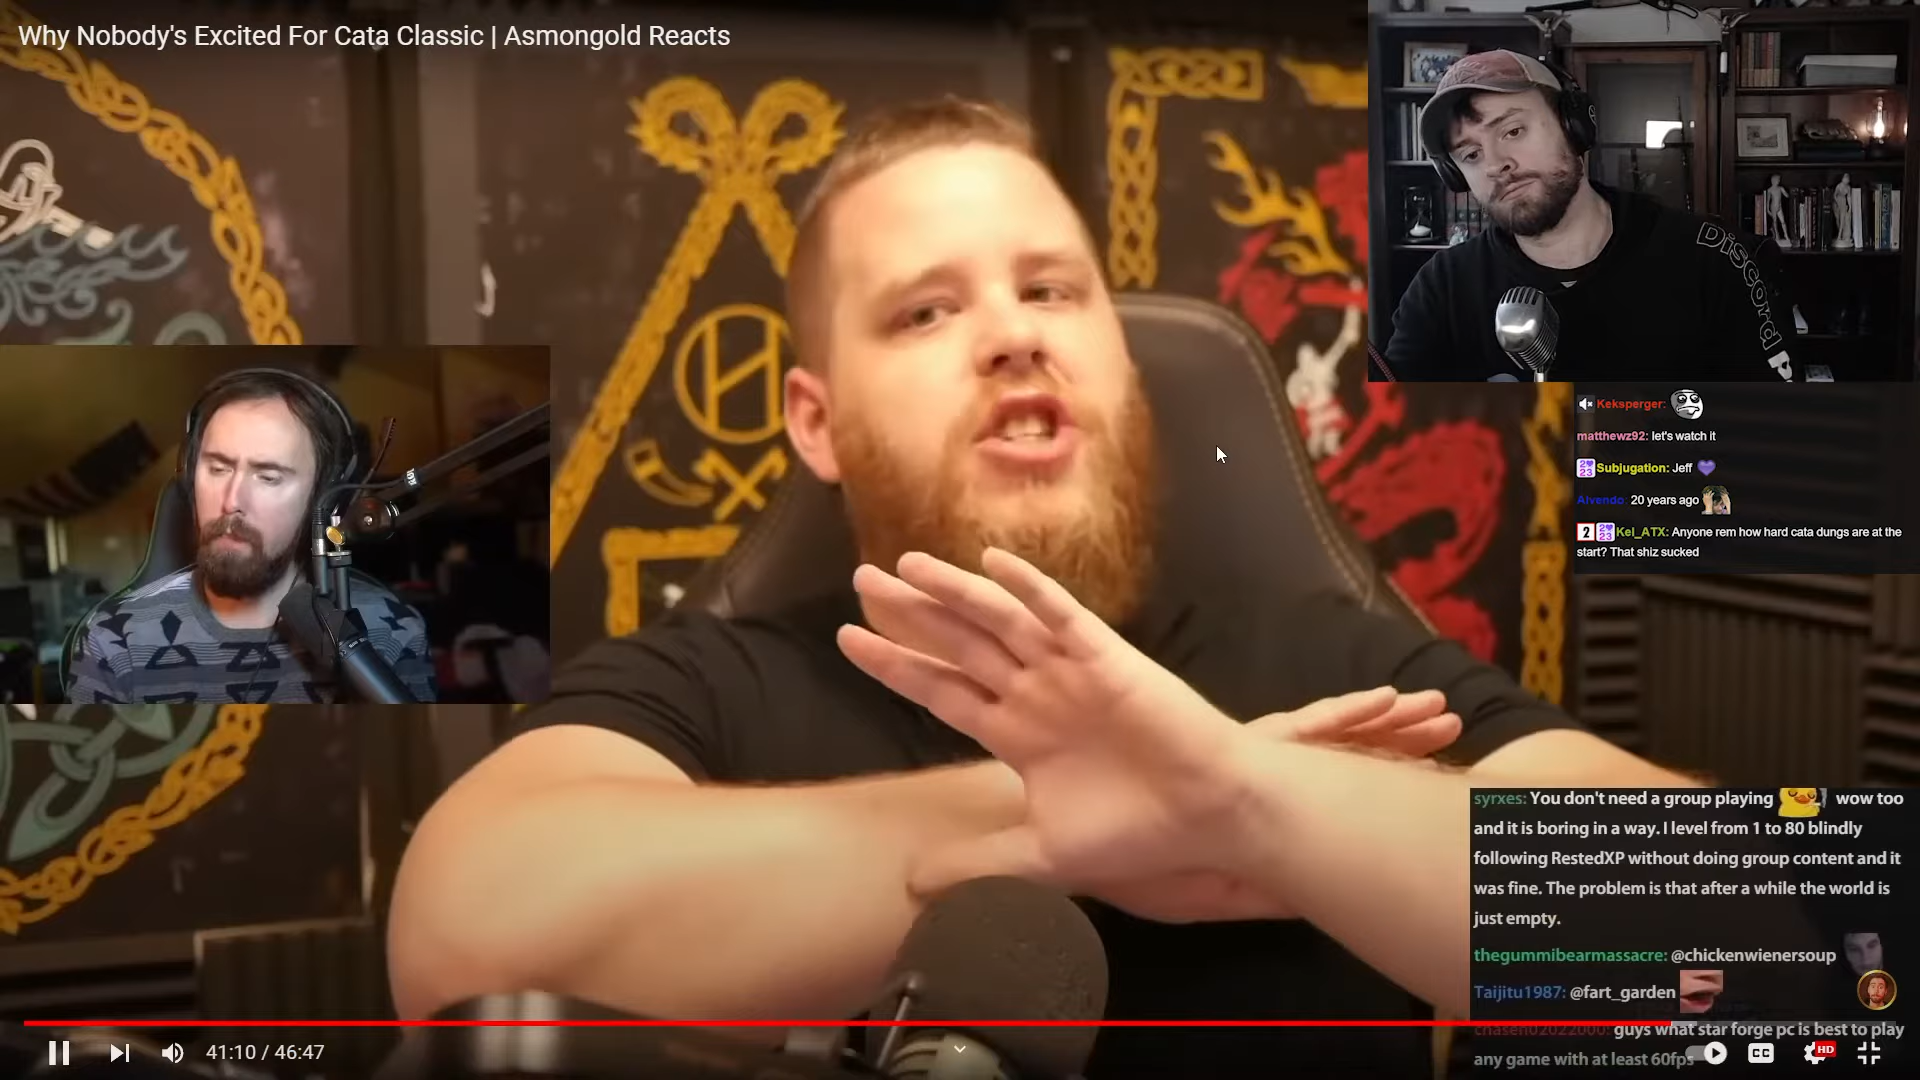 Why Nobody's Excited For Cata Classic | Asmongold Reacts
Discord
Keksperger:
matthewz92: let's watch it
Subjugation: Jeff
Alvendo: 20 years ago
2 Kel_ATX: Anyone rem how hard cata dungs are at the
start? That shiz sucked
syrxes: You don't need a group playing wow too
and it is boring in a way. I level from 1 to 80 blindly
following RestedXP without doing group content and it
was fine. The problem is that after a while the world is
just empty.
thegummibearmassacre: @chickenwienersoup
Taijitu1987: @fart_garden
guys what star forge pc is best to play
any game with at least 60fps
41:10 / 46:47
CC
HD